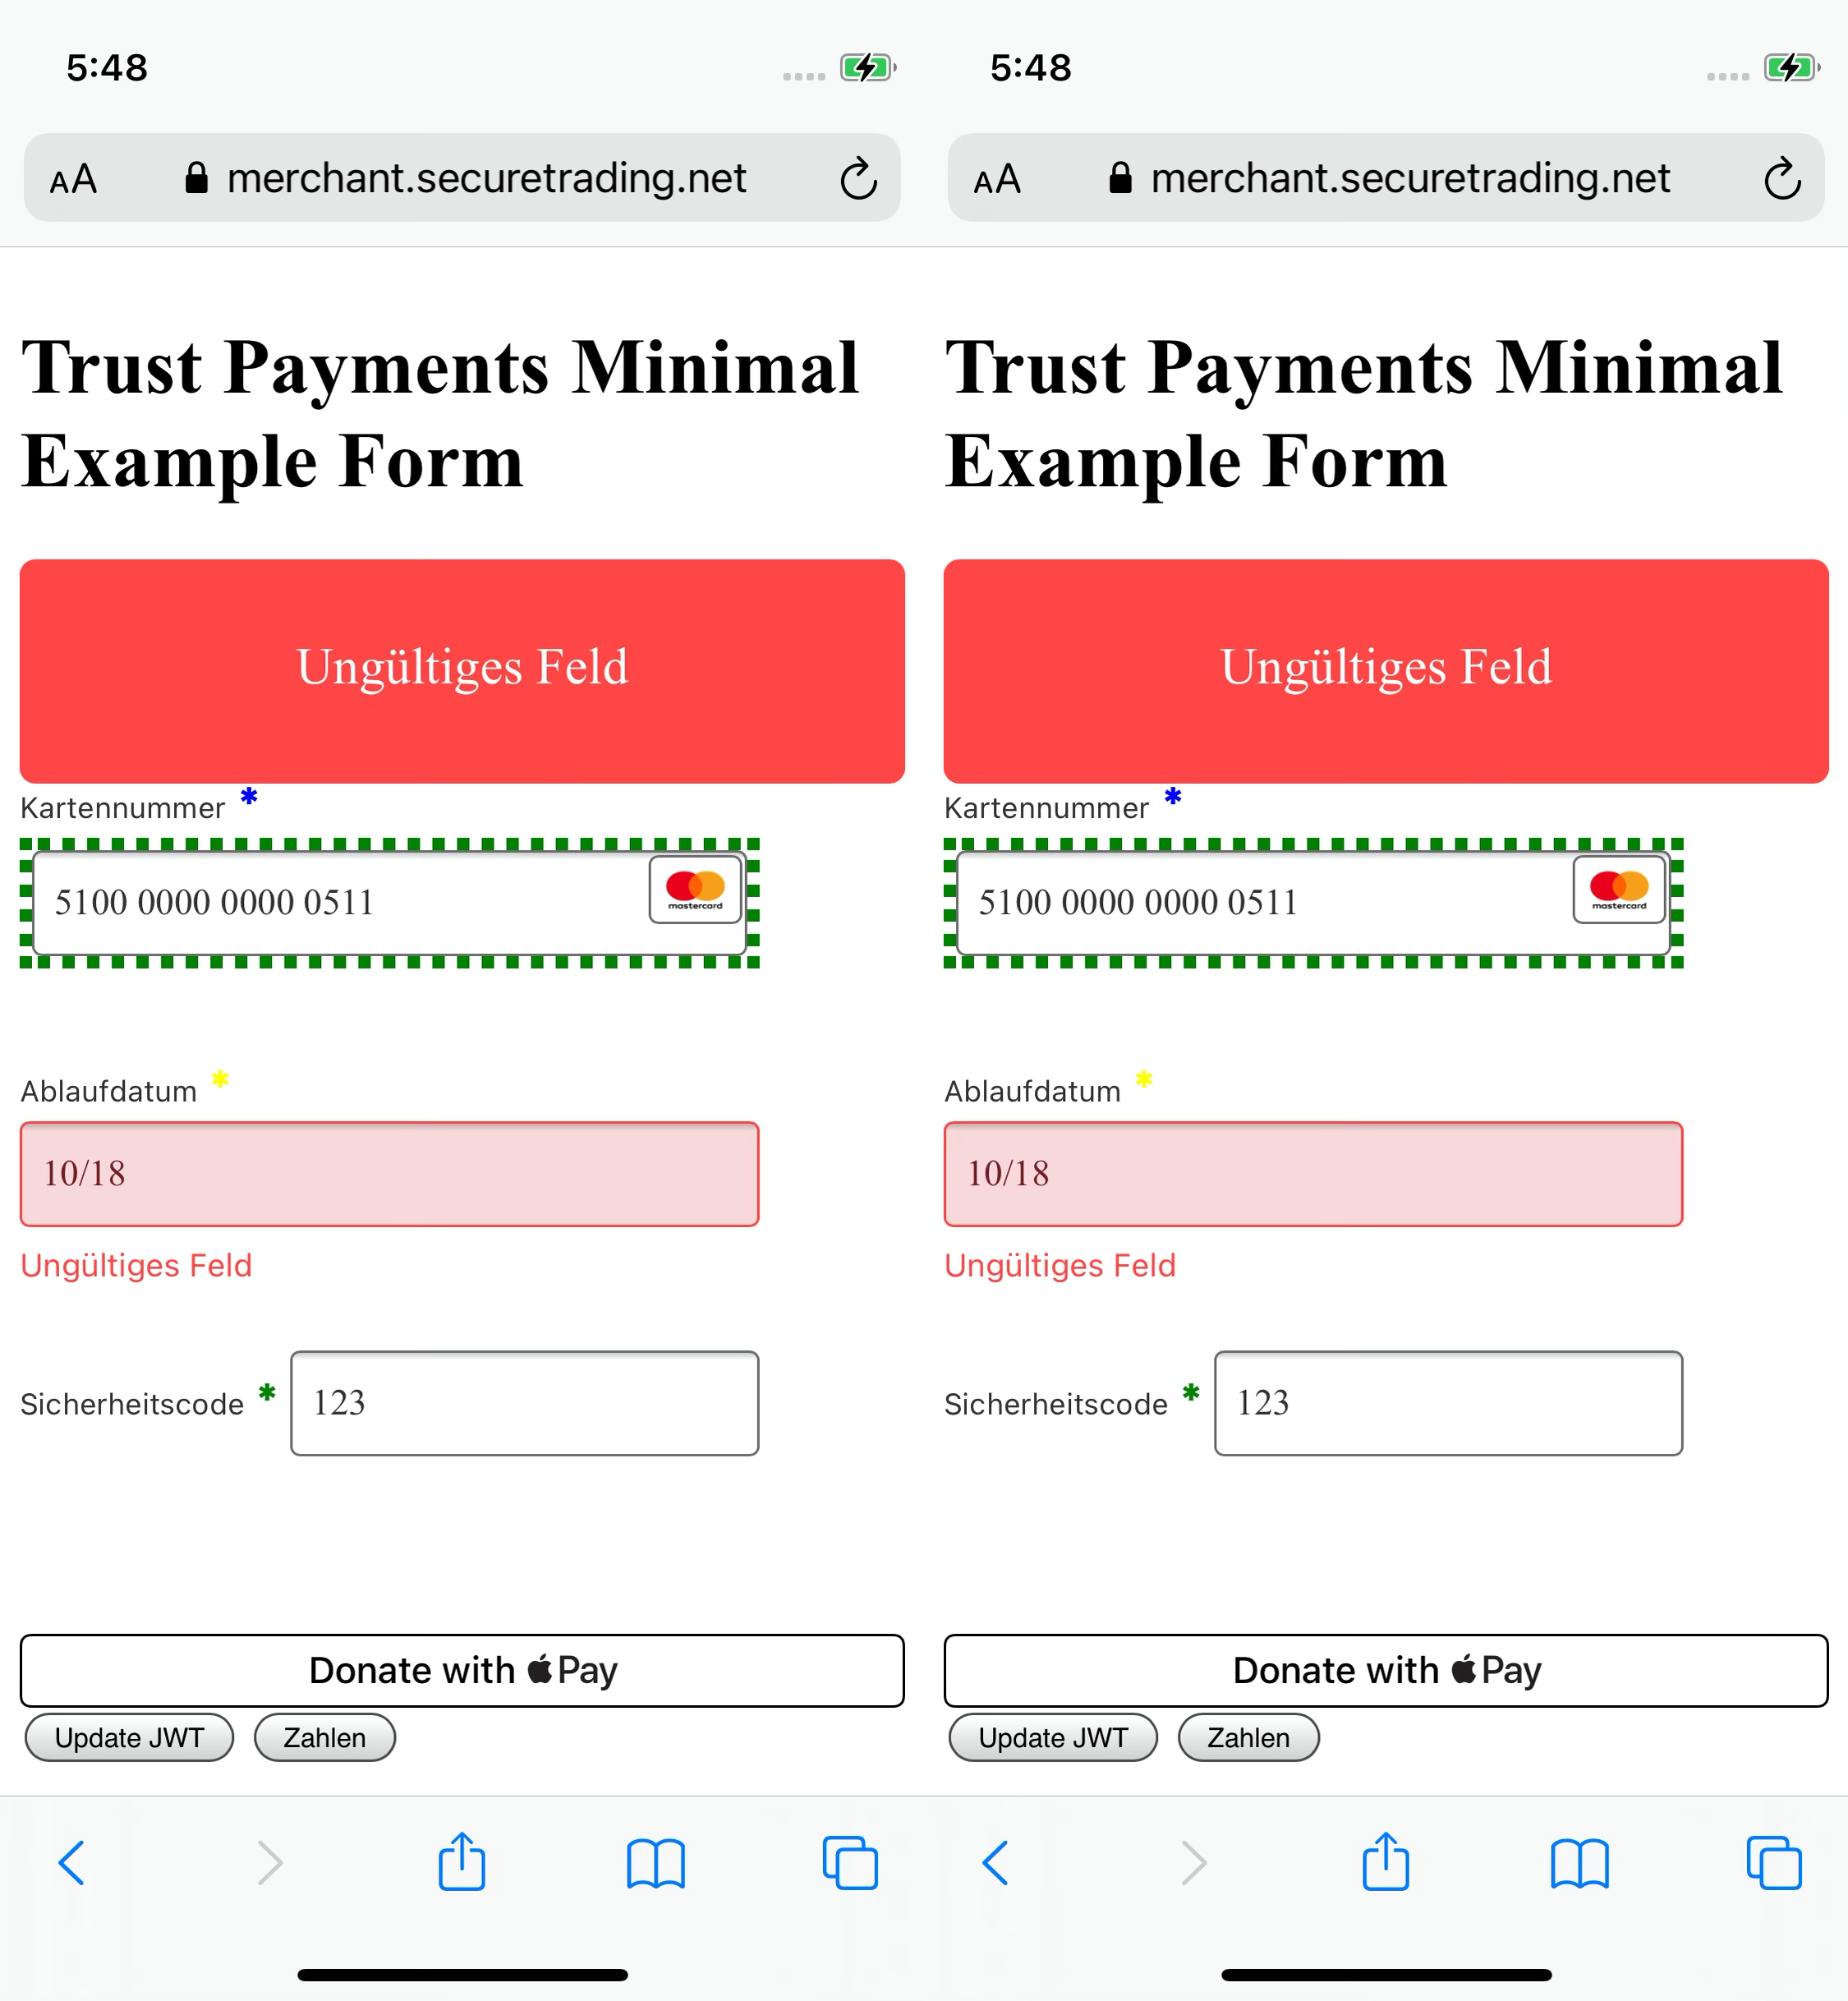 5:48
AA merchant.securetrading.net
Trust Payments Minimal
Example Form
Ungültiges Feld
Kartennummer *
5100 0000 0000 0511
mastercard
Ablaufdatum *
10/18
Ungültiges Feld
Sicherheitscode *
123
Donate with Pay
Update JWT
Zahlen
5:48
AA merchant.securetrading.net
Trust Payments Minimal
Example Form
Ungültiges Feld
Kartennummer *
5100 0000 0000 0511
mastercard
Ablaufdatum *
10/18
Ungültiges Feld
Sicherheitscode *
123
Donate with Pay
Update JWT
Zahlen